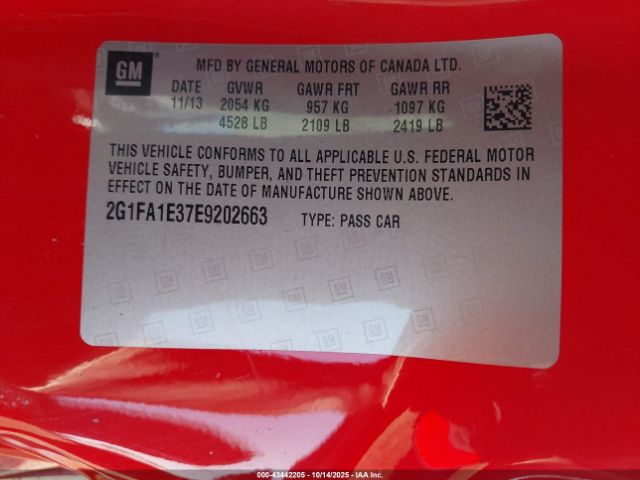 GM
MFD BY GENERAL MOTORS OF CANADA LTD.
DATE GVWR GAWR FRT GAWR RR
11/13 2054 KG 957 KG 1097 KG
4528 LB 2109 LB 2419 LB
THIS VEHICLE CONFORMS TO ALL APPLICABLE U.S. FEDERAL MOTOR
VEHICLE SAFETY, BUMPER, AND THEFT PREVENTION STANDARDS IN
EFFECT ON THE DATE OF MANUFACTURE SHOWN ABOVE.
2G1FA1E37E9202663 TYPE: PASS CAR
000-43442205 - 10/14/2025 - IAA Inc.